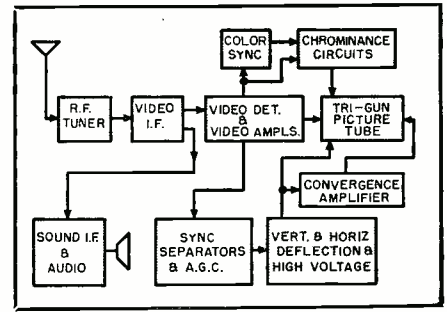 COLOR
SYNC
CHROMINANCE
CIRCUITS
R.F.
TUNER
VIDEO
I.F.
VIDEO DET.
&
VIDEO AMPLS.
TRI-GUN
PICTURE
TUBE
CONVERGENCE
AMPLIFIER
SOUND I.F.
&
AUDIO
SYNC
SEPARATORS
& A.G.C.
VERT. & HORIZ
DEFLECTION &
HIGH VOLTAGE